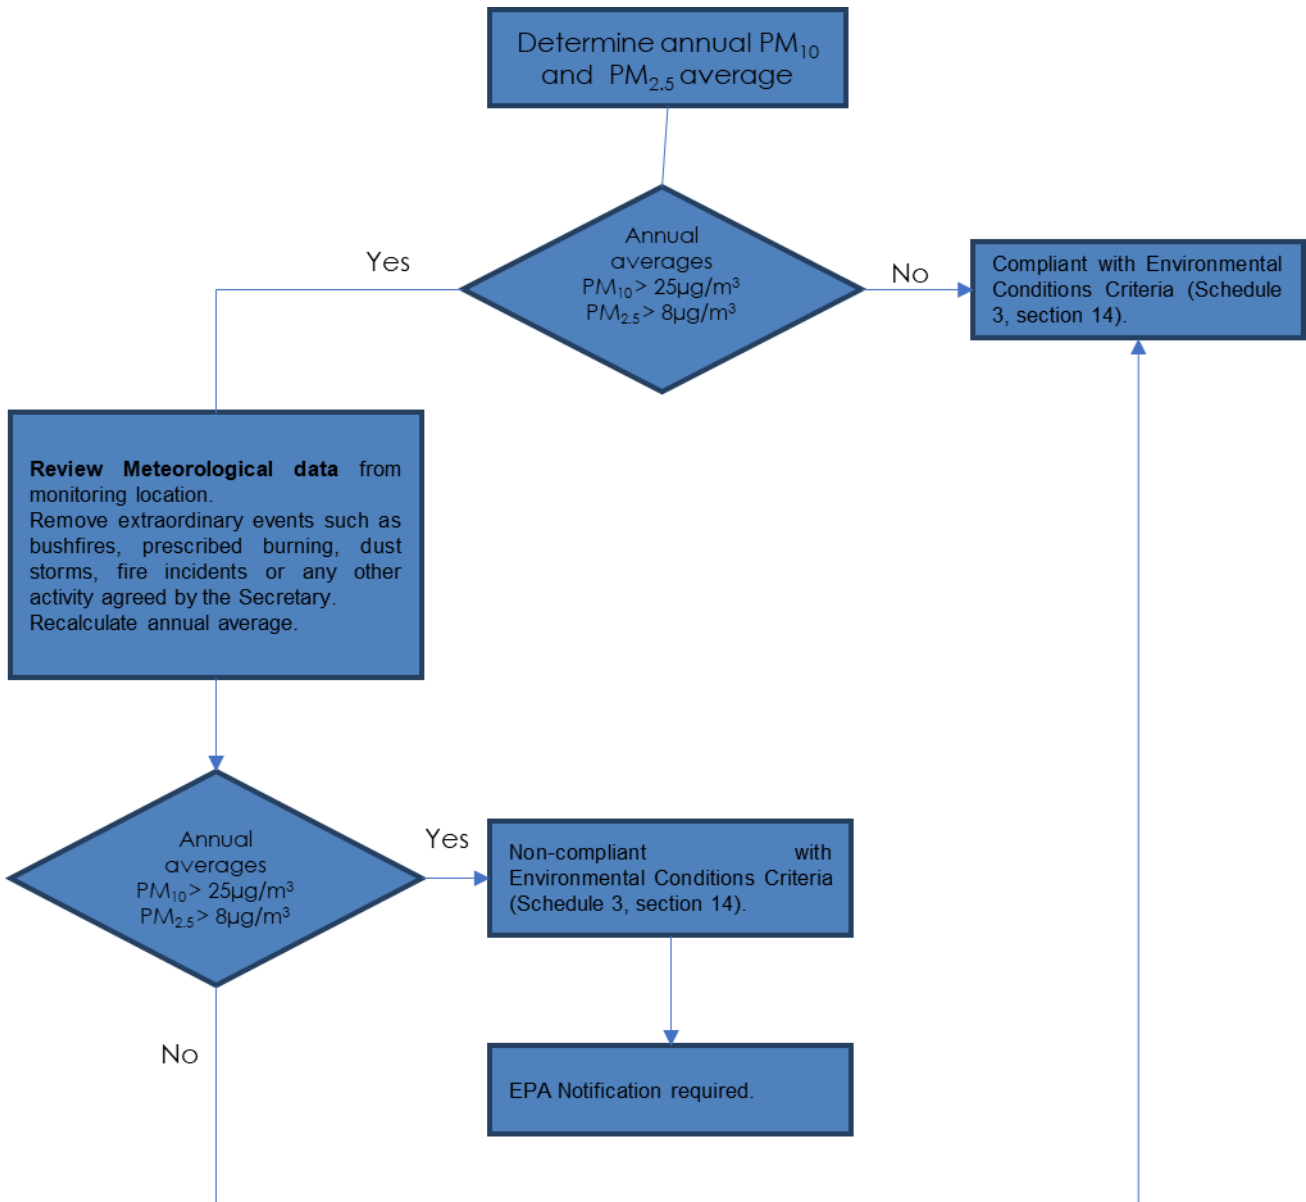 Determine annual PM₁₀
and PM₂.₅ average
Annual
averages
PM₁₀ > 25µg/m³
PM₂.₅ > 8µg/m³
Yes
No
Compliant with Environmental
Conditions Criteria (Schedule
3, section 14).
Review Meteorological data from
monitoring location.
Remove extraordinary events such as
bushfires, prescribed burning, dust
storms, fire incidents or any other
activity agreed by the Secretary.
Recalculate annual average.
Annual
averages
PM₁₀ > 25µg/m³
PM₂.₅ > 8µg/m³
Yes
Non-compliant with
Environmental Conditions Criteria
(Schedule 3, section 14).
No
EPA Notification required.